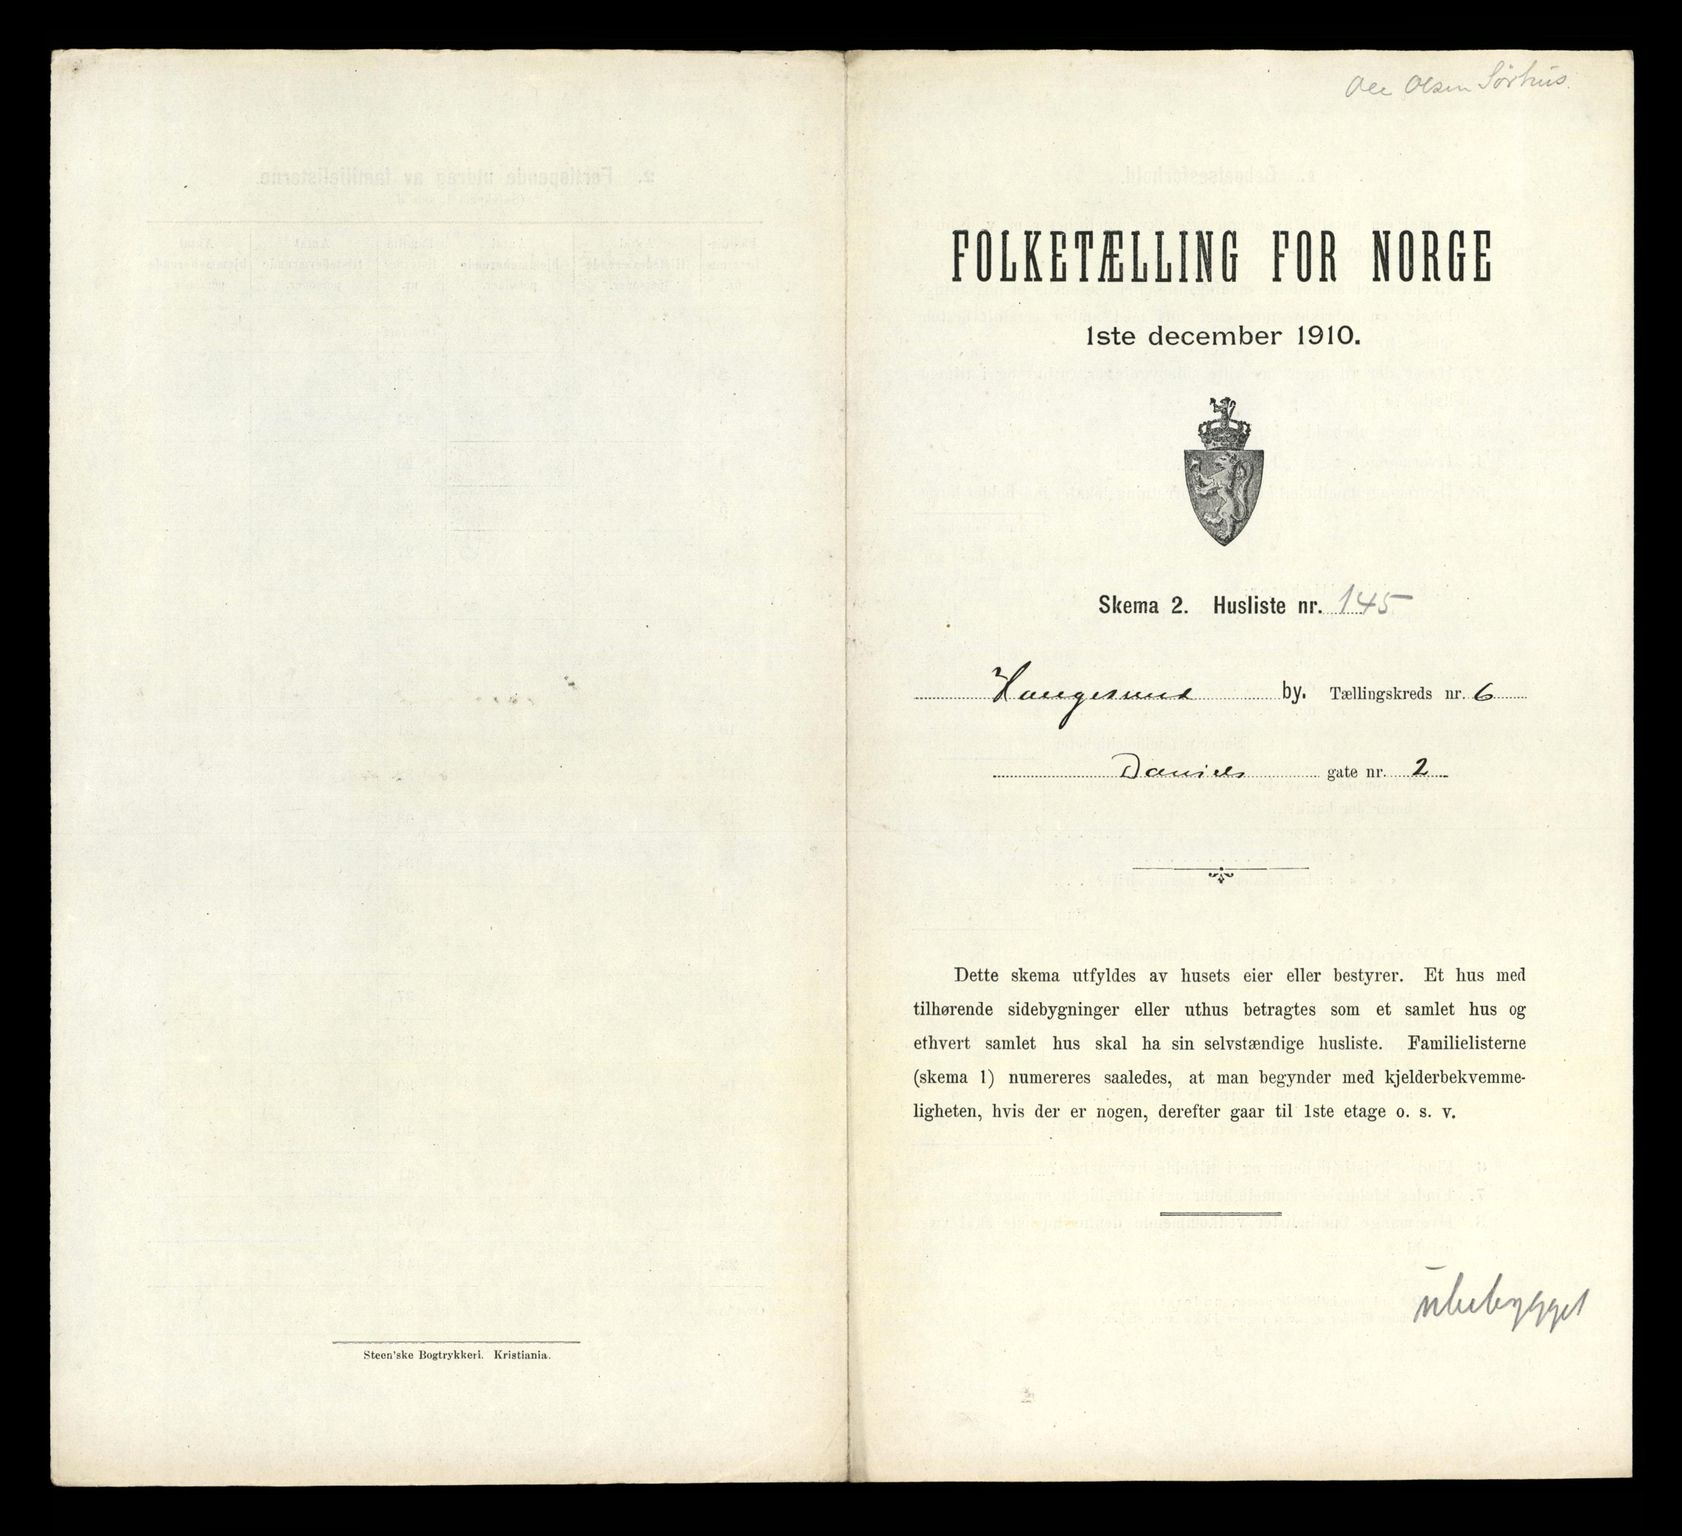 Ole Olsen Sørhus.
FOLKETÆLLING FOR NORGE
1ste december 1910.
Skema 2. Husliste nr. 145
Haugesund by. Tællingskreds nr. 6
Daniels gate nr. 2
Dette skema utfyldes av husets eier eller bestyrer. Et hus med
tilhørende sidebygninger eller uthus betragtes som et samlet hus og
ethvert samlet hus skal ha sin selvstændige husliste. Familielisterne
(skema 1) numereres saaledes, at man begynder med kjelderbekvemme-
ligheten, hvis der er nogen, derefter gaar til 1ste etage o. s. v.
ubebygget
Steen'ske Bogtrykkeri. Kristiania.